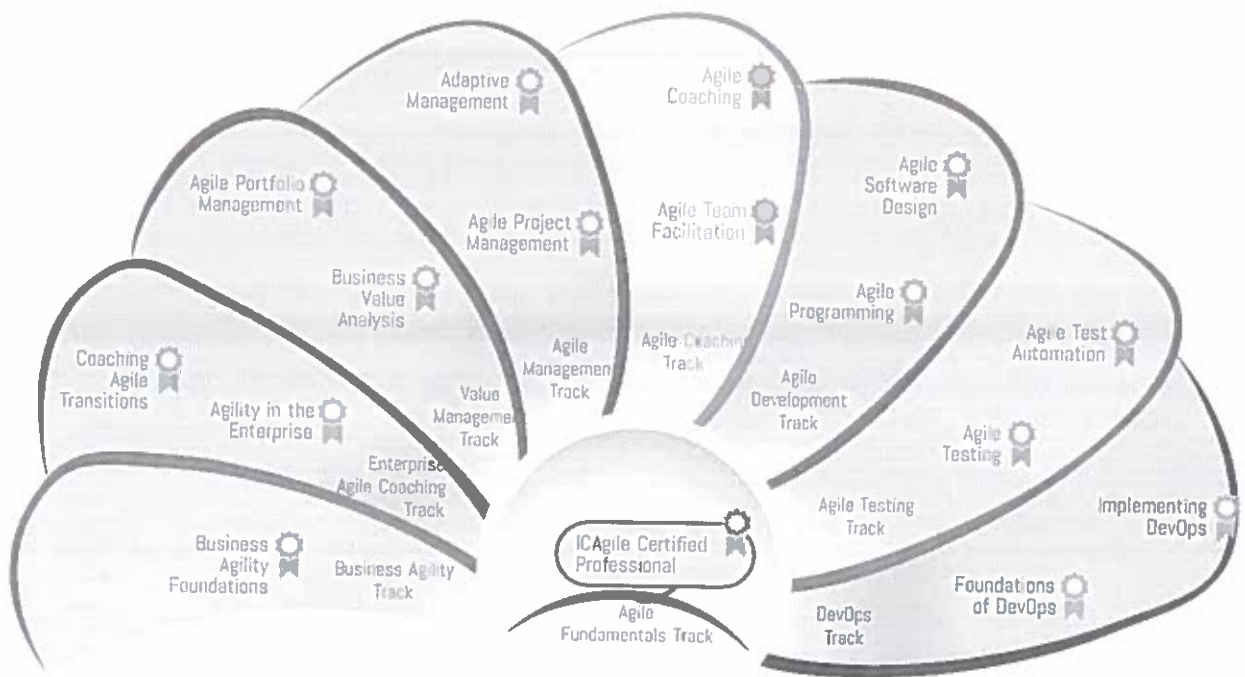 Adaptive
Management
Agile
Coaching
Agile Portfolio
Management
Agile Project
Management
Agile Team
Facilitation
Agile
Software
Design
Business
Value
Analysis
Agile
Programming
Agile Test
Automation
Coaching
Agile
Transitions
Agility in the
Enterprise
Value
Management
Track
Agile
Management
Track
Agile Coaching
Track
Agile
Development
Track
Agile
Testing
Enterprise
Agile Coaching
Track
Agile Testing
Track
Implementing
DevOps
Business
Agility
Foundations
Business Agility
Track
ICAgile Certified
Professional
Agile
Fundamentals Track
DevOps
Track
Foundations
of DevOps